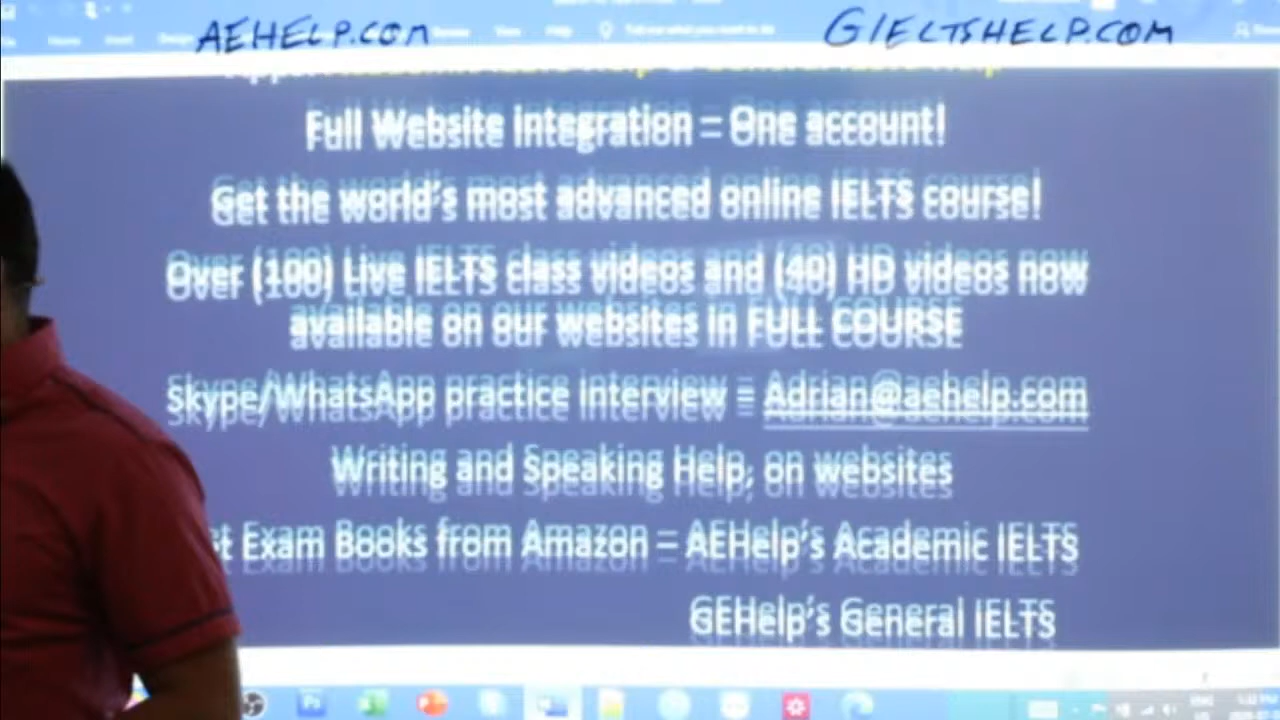 AEHELP.COM
GIELTSHELP.COM
Full Website Integration = One account!
Get the world's most advanced online IELTS course!
Over (100) Live IELTS class videos and (40) HD videos now
available on our websites in FULL COURSE
Skype/WhatsApp practice interview = Adrian@aehelp.com
Writing and Speaking Help, on websites
Exam Books from Amazon = AEHelp's Academic IELTS
GEHelp's General IELTS